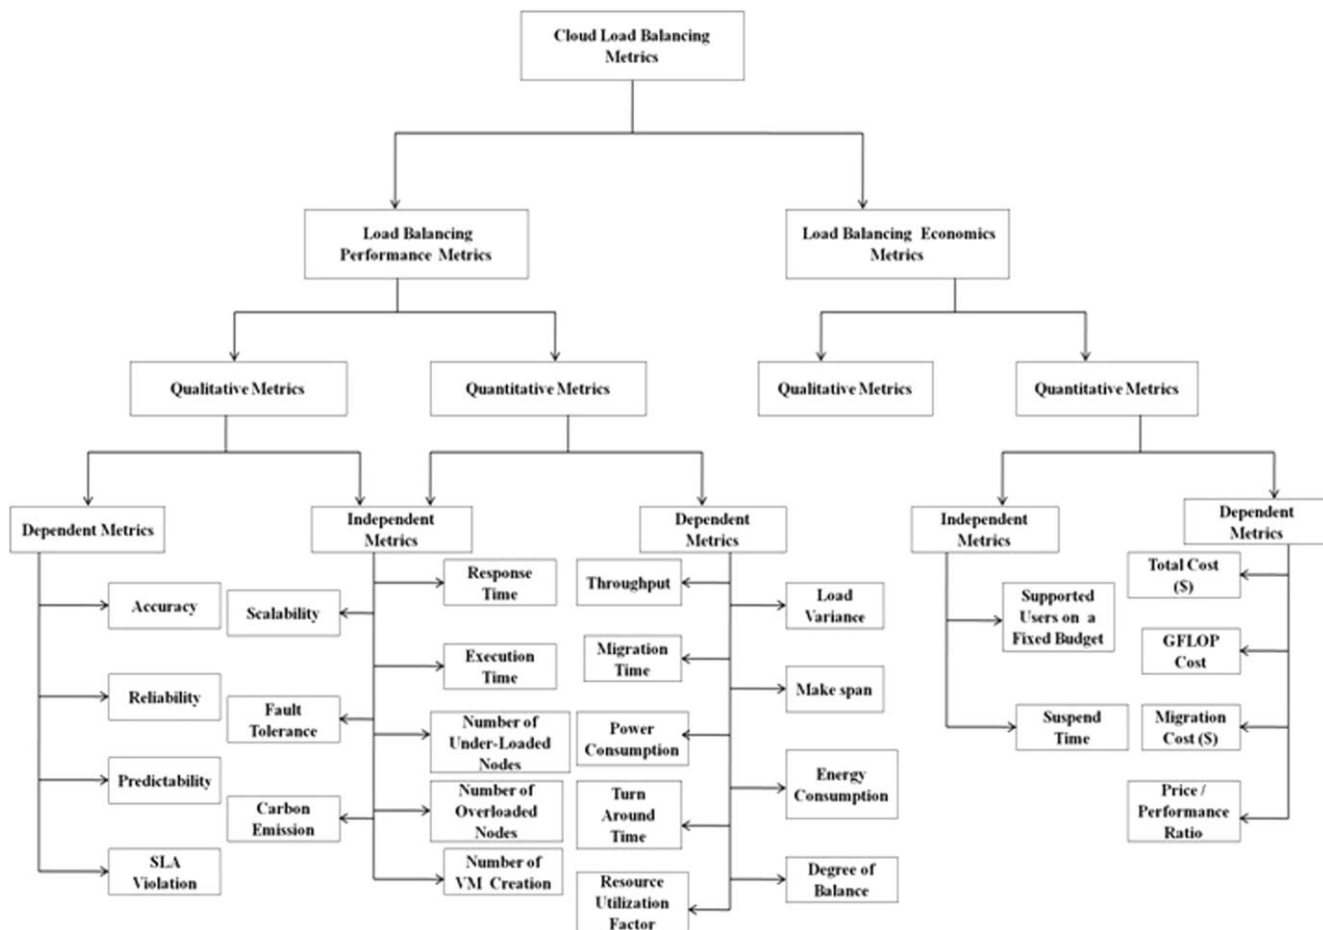 Cloud Load Balancing
Metrics
Load Balancing
Performance Metrics
Load Balancing Economics
Metrics
Qualitative Metrics
Quantitative Metrics
Qualitative Metrics
Quantitative Metrics
Dependent Metrics
Independent
Metrics
Dependent
Metrics
Independent
Metrics
Dependent
Metrics
Accuracy
Reliability
Predictability
SLA
Violation
Scalability
Fault
Tolerance
Carbon
Emission
Response
Time
Execution
Time
Number of
Under-Loaded
Nodes
Number of
Overloaded
Nodes
Number of
VM Creation
Throughput
Migration
Time
Power
Consumption
Turn
Around
Time
Resource
Utilization
Factor
Load
Variance
Make span
Energy
Consumption
Degree of
Balance
Supported
Users on a
Fixed Budget
Suspend
Time
Total Cost
($)
GFLOP
Cost
Migration
Cost ($)
Price /
Performance
Ratio